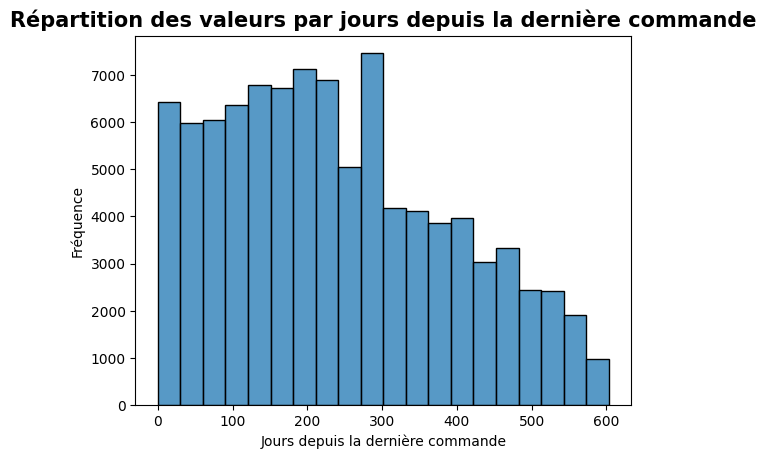 Répartition des valeurs par jours depuis la dernière commande
7000
6000
5000
4000
3000
2000
1000
0
Fréquence
0 100 200 300 400 500 600
Jours depuis la dernière commande